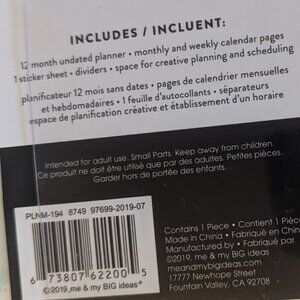 INCLUDES / INCLUENT:
12 month undated planner • monthly and weekly calendar pages
1 sticker sheet • dividers • space for creative planning and scheduling
planificateur 12 mois sans dates • pages de calendrier mensuelles
et hebdomadaires • 1 feuille d'autocollants • séparateurs
espace de planification créative et établissement d'un horaire
Intended for adult use. Small Parts. Keep away from children.
Ce produit ne doit être utilisé que par des adultes. Petites pièces.
Garder hors de portée des enfants.
PLNM-194 8749 97699-2019-07
6 73807 62200 5
©2019, me & my BIG ideas®
Contains 1 Piece • Contient 1
Made in China • Fabriqué en
Manufactured by • Fabriqué par
©2019, me & my BIG ideas
meandmybigideas.com
17777 Newhope Street
Fountain Valley, CA 92708